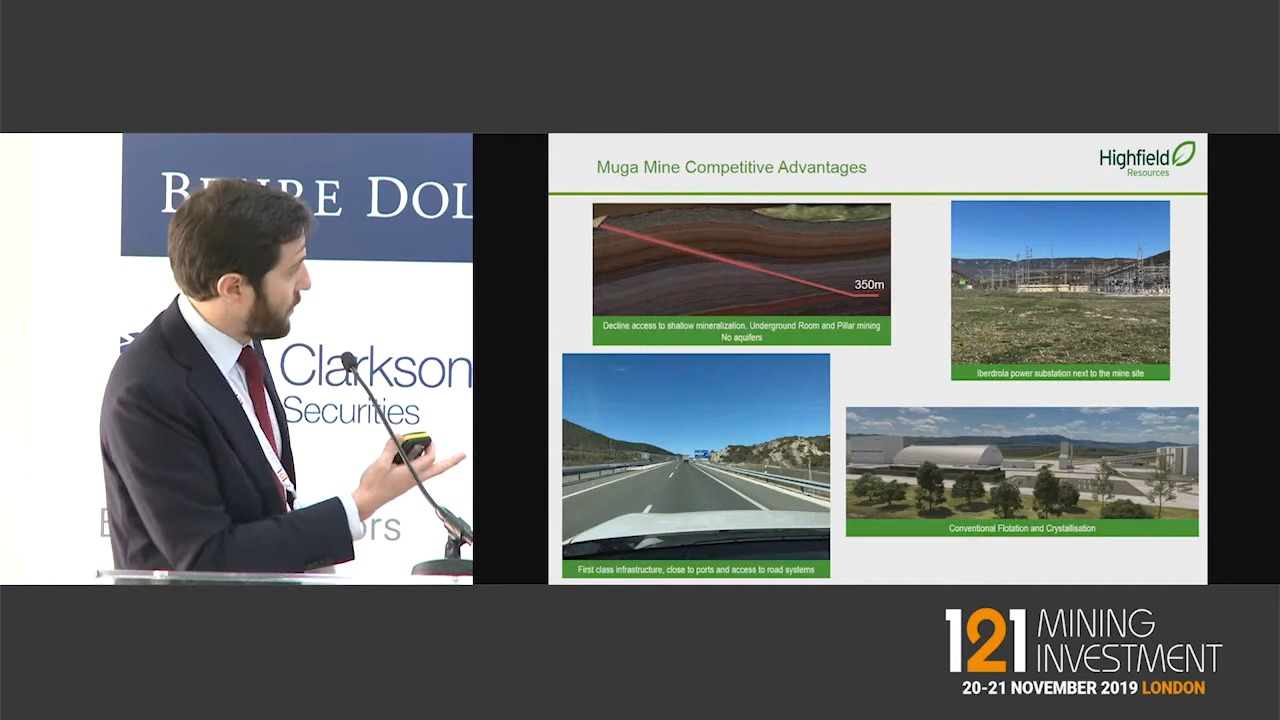 Clarkson
Securities
Muga Mine Competitive Advantages
Highfield
Resources
350m
Decline access to shallow mineralization. Underground Room and Pillar mining
No aquifers
Iberdrola power substation next to the mine site
First class infrastructure, close to ports and access to road systems
Conventional Flotation and Crystallisation
121 MINING
INVESTMENT
20-21 NOVEMBER 2019 LONDON